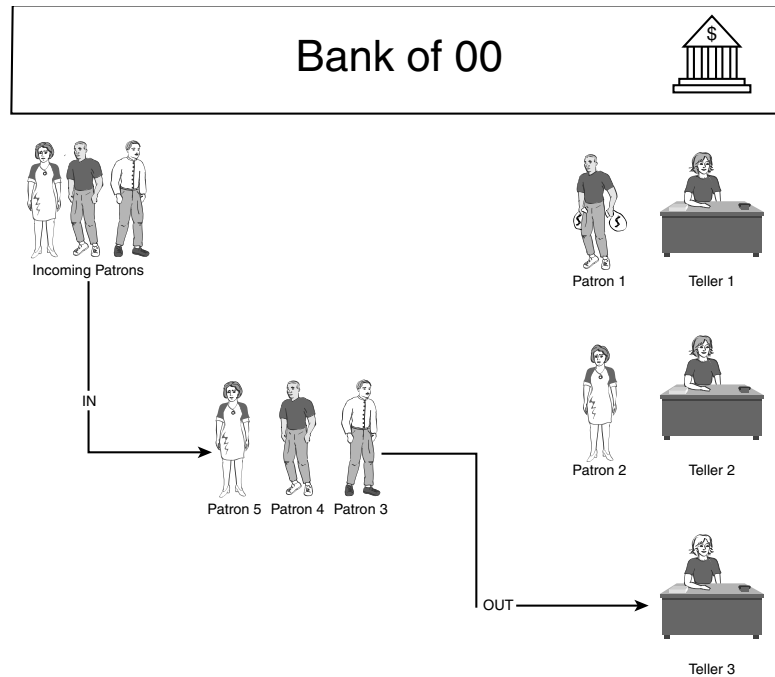 Bank of 00
$
Incoming Patrons
Patron 1
Teller 1
IN
Patron 2
Teller 2
Patron 5
Patron 4
Patron 3
OUT
Teller 3